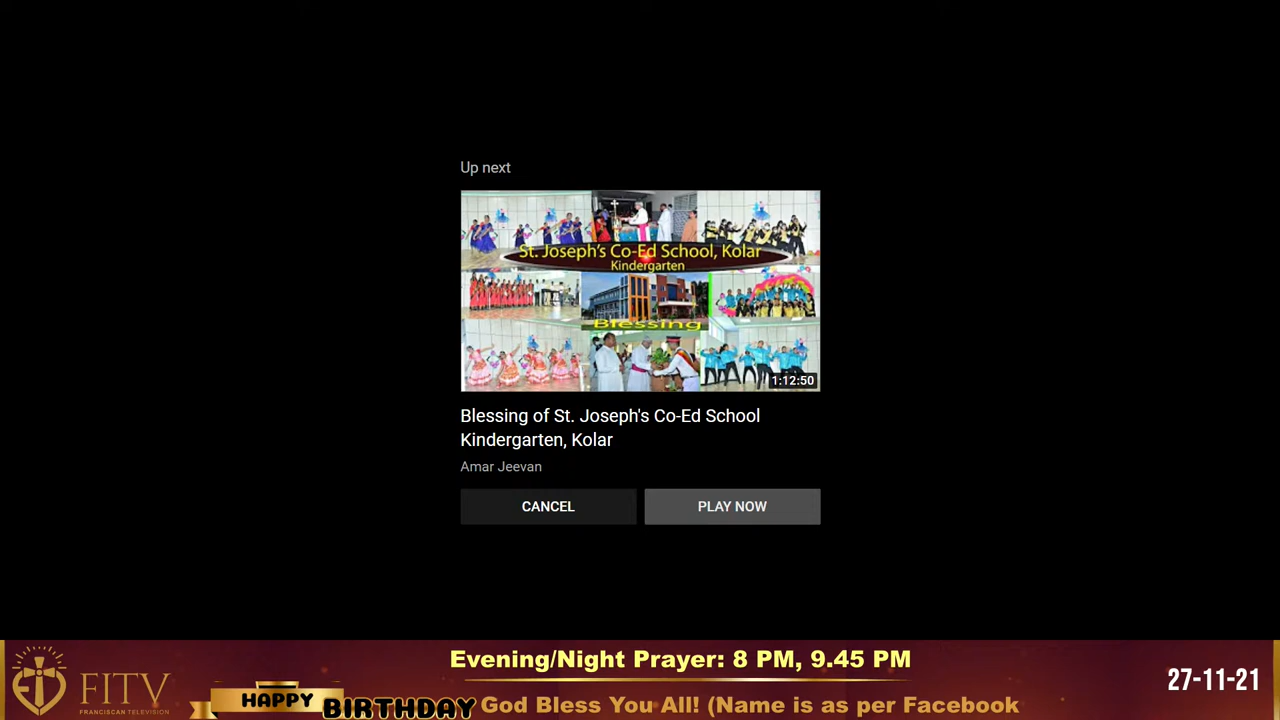 Up next
St. Joseph's Co-Ed School, Kolar
Kindergarten
Blessing
1:12:50
Blessing of St. Joseph's Co-Ed School
Kindergarten, Kolar
Amar Jeevan
CANCEL
PLAY NOW
Evening/Night Prayer: 8 PM, 9.45 PM
27-11-21
FITV
FRANCISCAN TELEVISION
HAPPY
BIRTHDAY
God Bless You All! (Name is as per Facebook